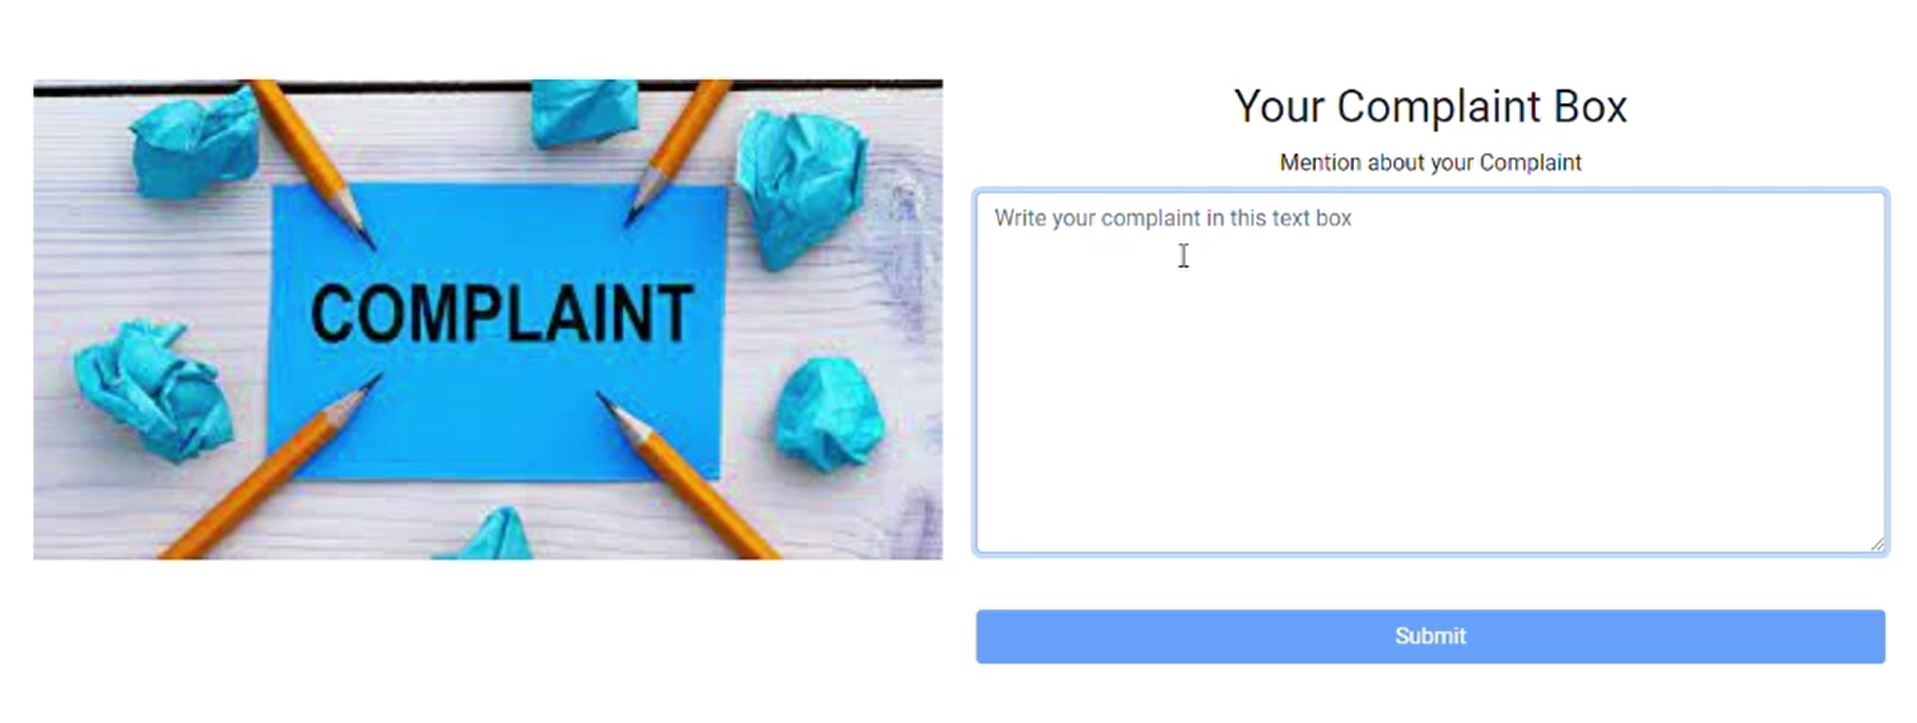 COMPLAINT
Your Complaint Box
Mention about your Complaint
Write your complaint in this text box
Submit